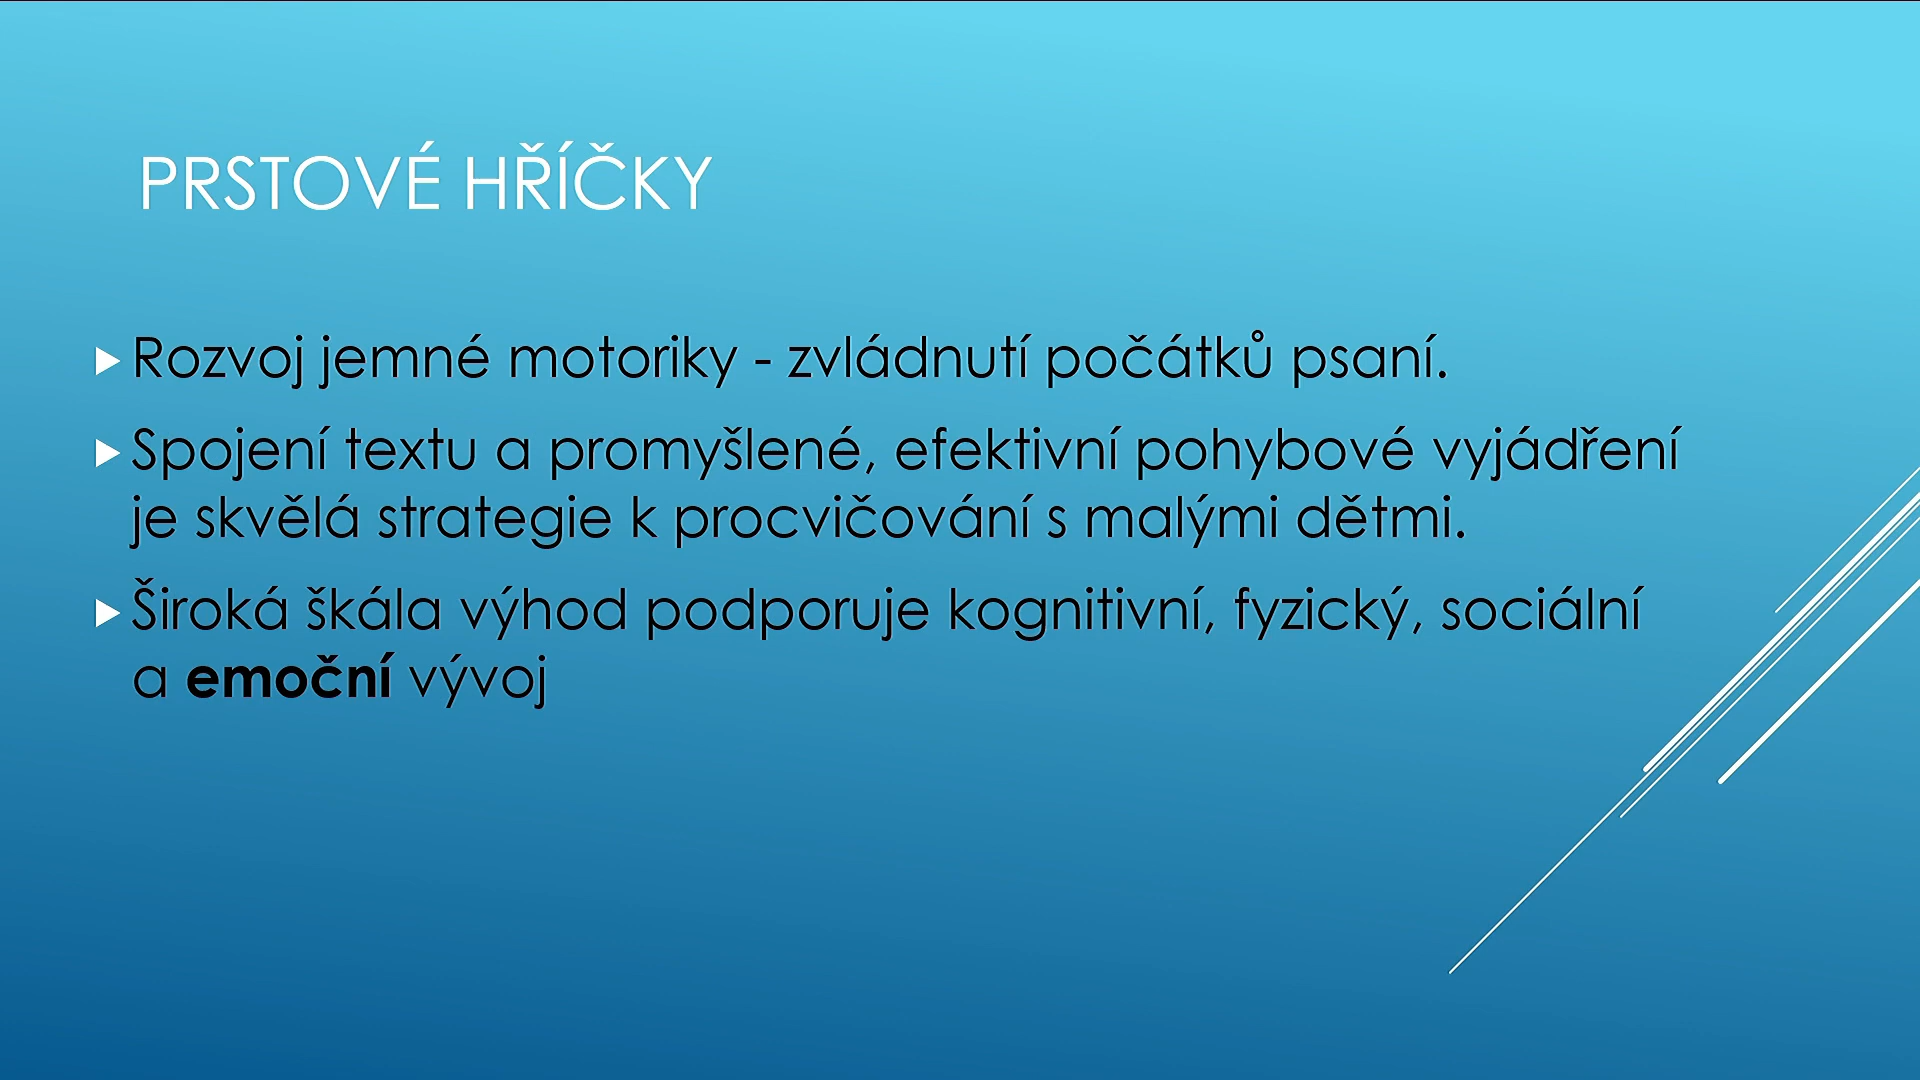 PRSTOVÉ HŘÍČKY
Rozvoj jemné motoriky - zvládnutí počátků psaní.
Spojení textu a promyšlené, efektivní pohybové vyjádření
je skvělá strategie k procvičování s malými dětmi.
Široká škála výhod podporuje kognitivní, fyzický, sociální
a emoční vývoj